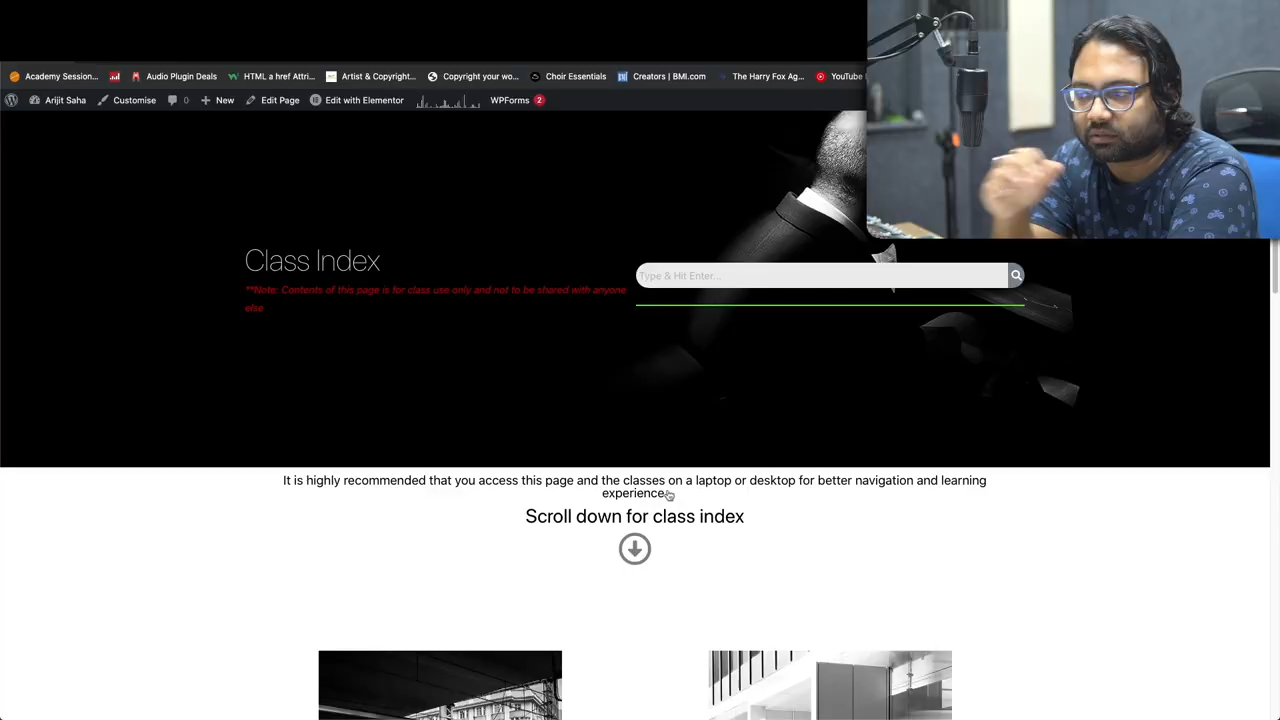 Academy Session... Audio Plugin Deals HTML a href Attri... Artist & Copyright... Copyright your wo... Choir Essentials Creators | BMI.com The Harry Fox Ag... YouTube
Arijit Saha Customise 0 New Edit Page Edit with Elementor WPForms 2
Class Index
**Note: Contents of this page is for class use only and not to be shared with anyone
else
Type & Hit Enter...
It is highly recommended that you access this page and the classes on a laptop or desktop for better navigation and learning
experience
Scroll down for class index